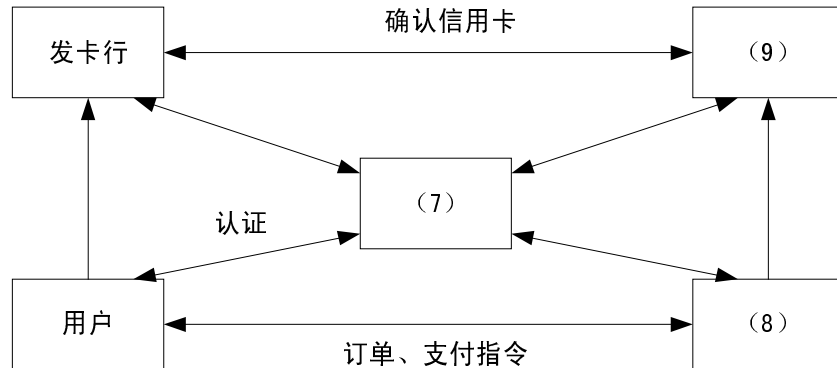 确认信用卡
发卡行
（9）
（7）
认证
用户
（8）
订单、支付指令